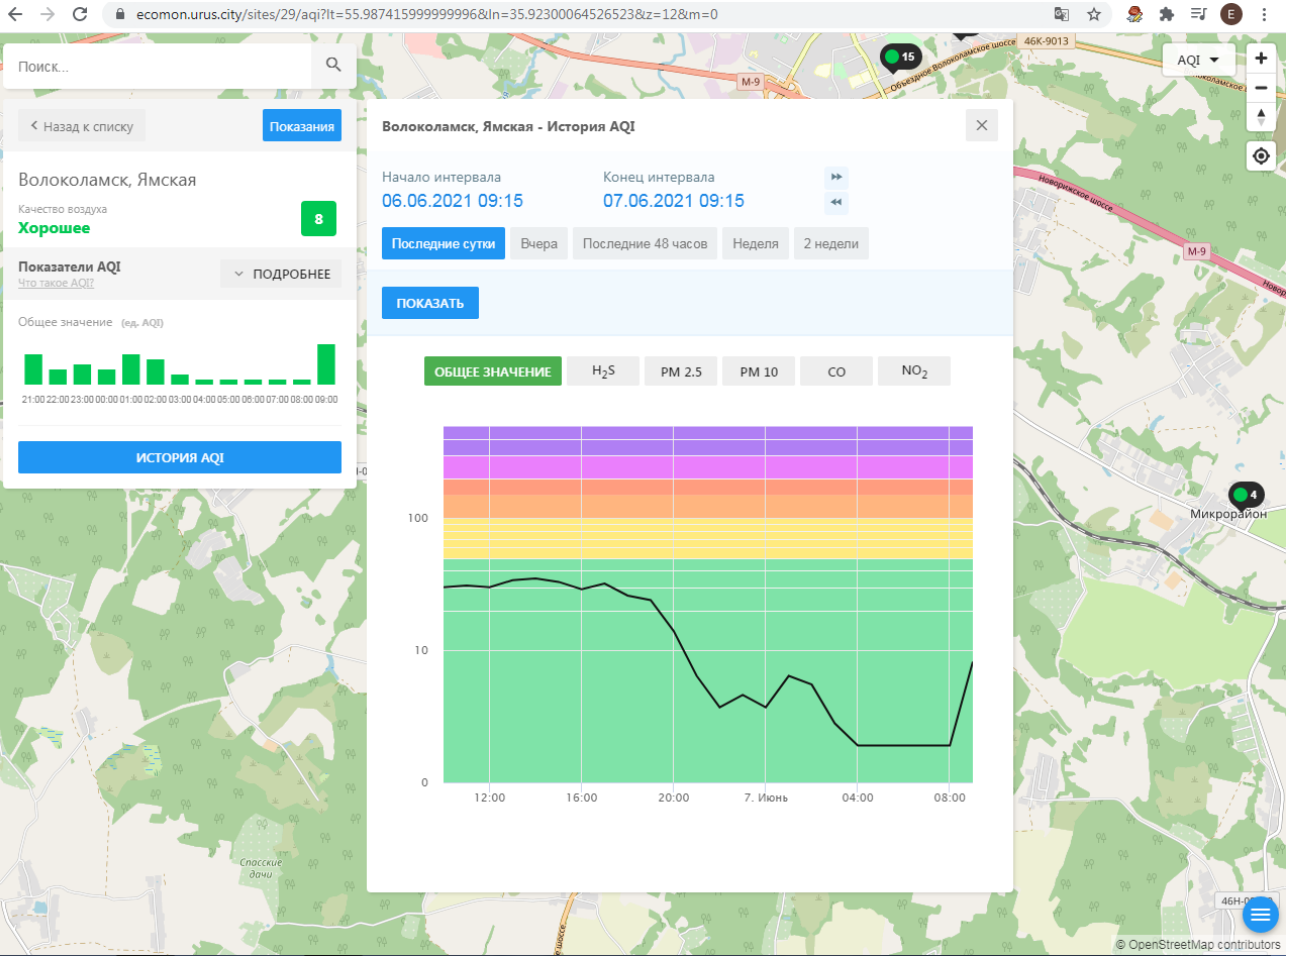 ecomon.urus.city/sites/29/aqi?lt=55.987415999999996&ln=35.92300064526523&z=12&m=0
E
Поиск...
15
Объездное Волоколамское шоссе
46К-9013
М-9
AQI
Назад к списку
Показания
Волоколамск, Ямская - История AQI
Волоколамск, Ямская
Качество воздуха
Хорошее
8
Начало интервала
Конец интервала
06.06.2021 09:15
07.06.2021 09:15
Последние сутки
Вчера
Последние 48 часов
Неделя
2 недели
Новорижское шоссе
М-9
Показатели AQI
Что такое AQI?
ПОДРОБНЕЕ
ПОКАЗАТЬ
Общее значение (ед. AQI)
21:00 22:00 23:00 00:00 01:00 02:00 03:00 04:00 05:00 06:00 07:00 08:00 09:00
ИСТОРИЯ AQI
ОБЩЕЕ ЗНАЧЕНИЕ
H2S
PM 2.5
PM 10
CO
NO2
100
10
0
12:00
16:00
20:00
7. Июнь
04:00
08:00
4
Микрорайон
Спасские
дачи
шоссе
© OpenStreetMap contributors